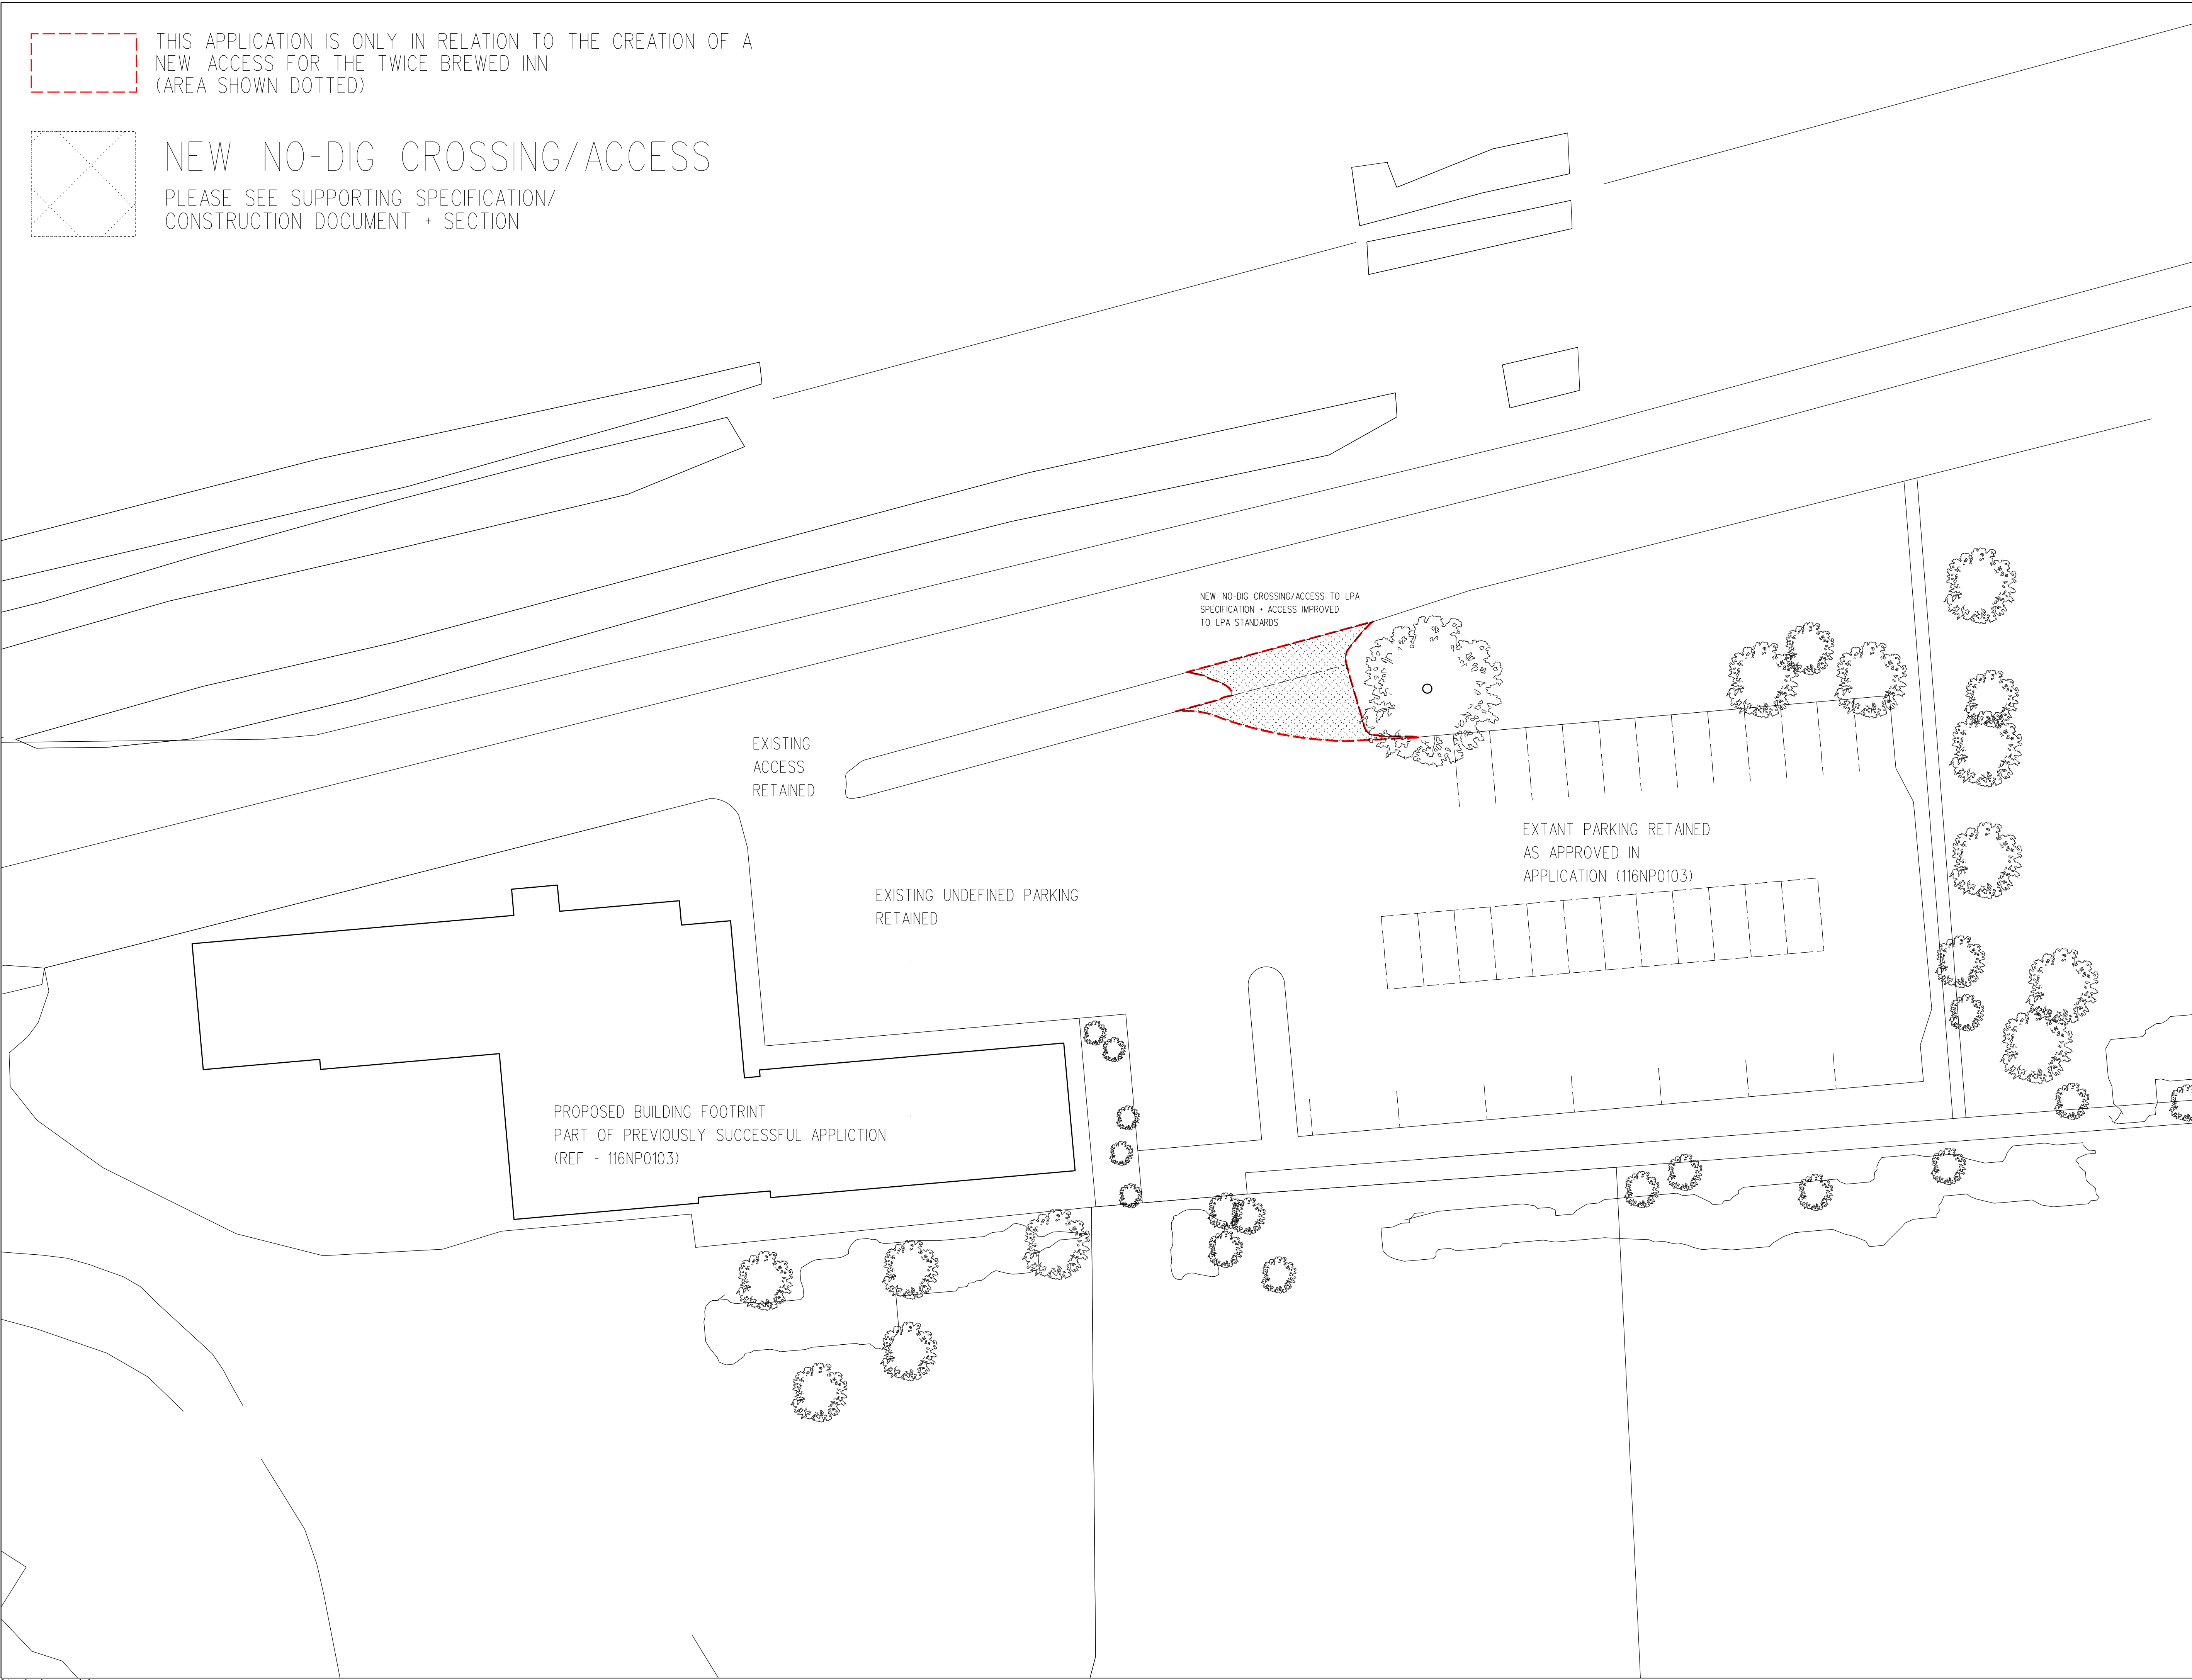 THIS APPLICATION IS ONLY IN RELATION TO THE CREATION OF A
NEW ACCESS FOR THE TWICE BREWED INN
(AREA SHOWN DOTTED)
NEW NO-DIG CROSSING/ACCESS
PLEASE SEE SUPPORTING SPECIFICATION/
CONSTRUCTION DOCUMENT + SECTION
NEW NO-DIG CROSSING/ACCESS TO LPA
SPECIFICATION + ACCESS IMPROVED
TO LPA STANDARDS
EXISTING
ACCESS
RETAINED
EXTANT PARKING RETAINED
AS APPROVED IN
APPLICATION (116NP0103)
EXISTING UNDEFINED PARKING
RETAINED
PROPOSED BUILDING FOOTRINT
PART OF PREVIOUSLY SUCCESSFUL APPLICTION
(REF - 116NP0103)